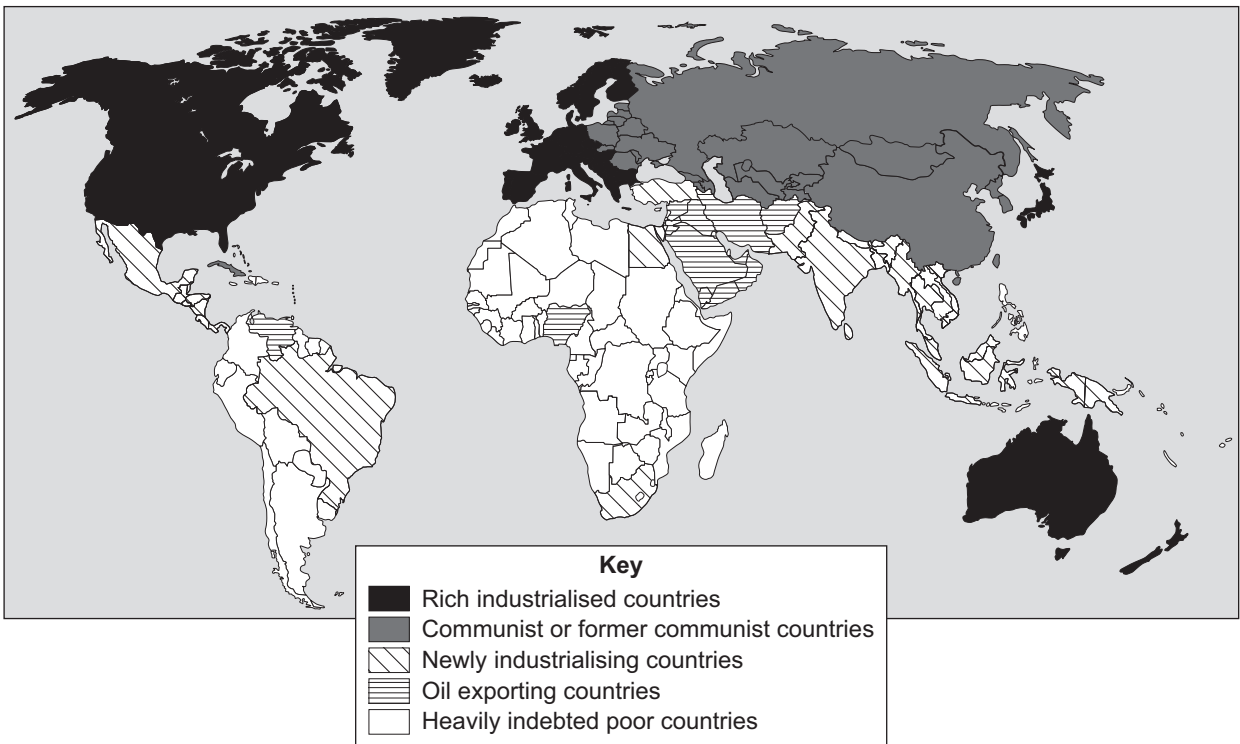 Key
Rich industrialised countries
Communist or former communist countries
Newly industrialising countries
Oil exporting countries
Heavily indebted poor countries